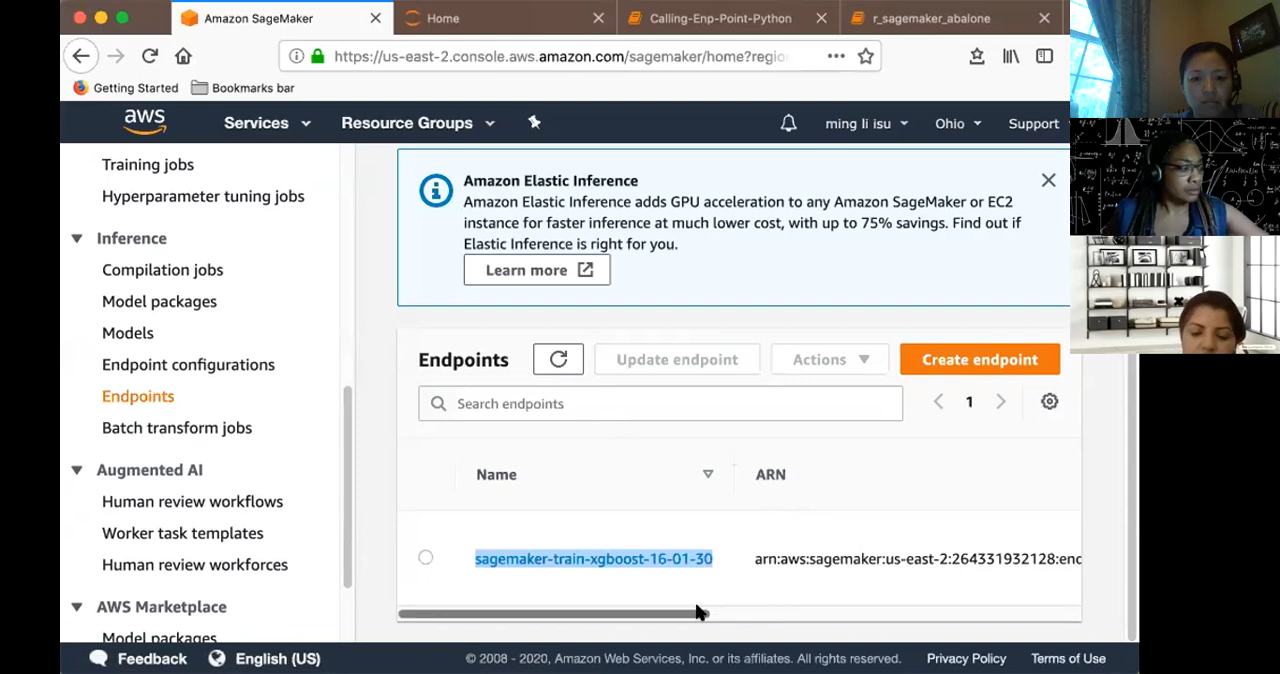 Amazon SageMaker
Home
Calling-Enp-Point-Python
r_sagemaker_abalone
https://us-east-2.console.aws.amazon.com/sagemaker/home?regio
Getting Started
Bookmarks bar
aws
Services
Resource Groups
ming li isu
Ohio
Support
Training jobs
Hyperparameter tuning jobs
Inference
Compilation jobs
Model packages
Models
Endpoint configurations
Endpoints
Batch transform jobs
Augmented AI
Human review workflows
Worker task templates
Human review workforces
AWS Marketplace
Model packages
Amazon Elastic Inference
Amazon Elastic Inference adds GPU acceleration to any Amazon SageMaker or EC2
instance for faster inference at much lower cost, with up to 75% savings. Find out if
Elastic Inference is right for you.
Learn more
Endpoints
Update endpoint
Actions
Create endpoint
Search endpoints
1
Name
ARN
sagemaker-train-xgboost-16-01-30
arn:aws:sagemaker:us-east-2:264331932128:end
Feedback
English (US)
© 2008 - 2020, Amazon Web Services, Inc. or its affiliates. All rights reserved.
Privacy Policy
Terms of Use